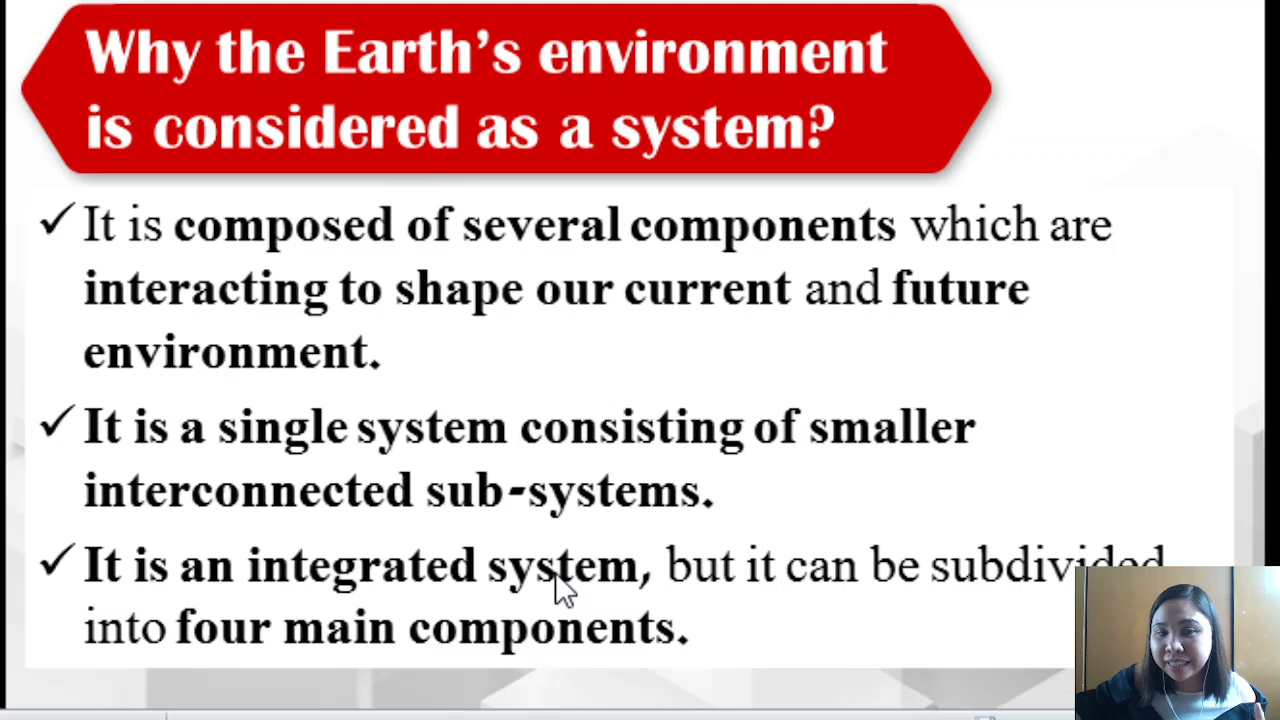 Why the Earth's environment
is considered as a system?
✓ It is composed of several components which are
interacting to shape our current and future
environment.
✓ It is a single system consisting of smaller
interconnected sub-systems.
✓ It is an integrated system, but it can be subdivided
into four main components.